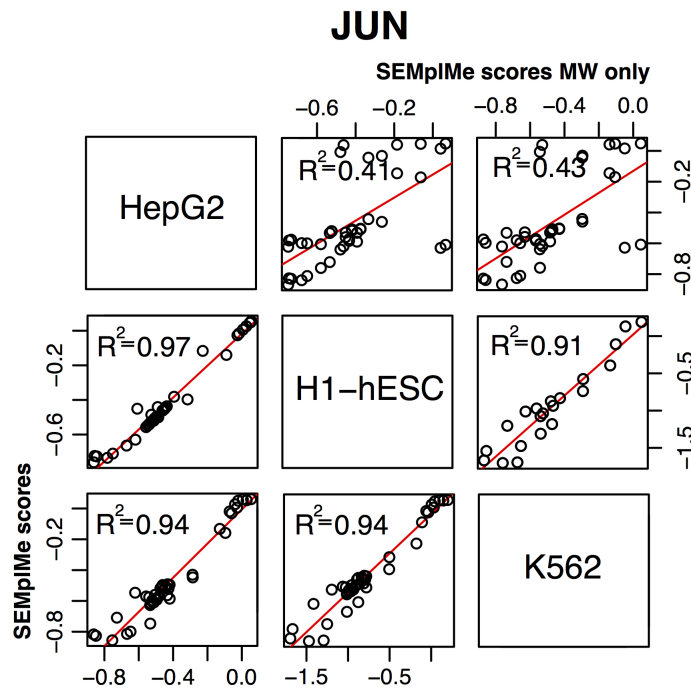 JUN
SEMplMe scores MW only
−0.6 −0.2 −0.8 −0.4 0.0
HepG2
R²=0.41
R²=0.43
−0.2
−0.8
−0.2
−0.6
R²=0.97
H1−hESC
R²=0.91
−0.5
−1.5
SEMplMe scores
−0.2
−0.8
R²=0.94
R²=0.94
K562
−0.8 −0.4 0.0 −1.5 −0.5